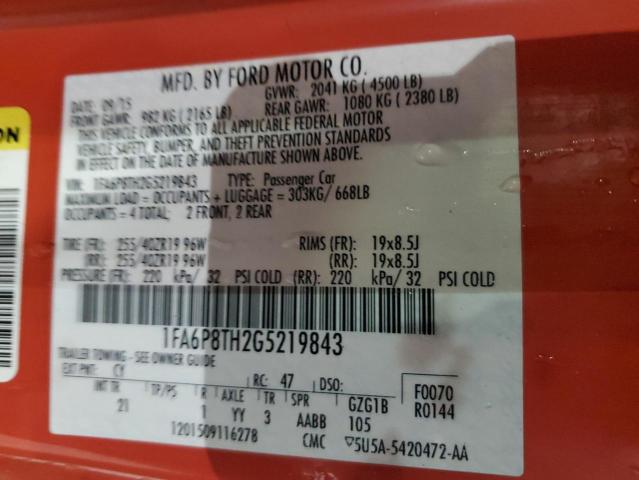 MFD. BY FORD MOTOR CO.
DATE: 09/15 GVWR: 2041 KG ( 4500 LB)
FRONT GAWR: 982 KG ( 2165 LB) REAR GAWR: 1080 KG ( 2380 LB)
THIS VEHICLE CONFORMS TO ALL APPLICABLE FEDERAL MOTOR
VEHICLE SAFETY, BUMPER, AND THEFT PREVENTION STANDARDS
IN EFFECT ON THE DATE OF MANUFACTURE SHOWN ABOVE.
VIN: 1FA6P8TH2G5219843 TYPE: Passenger Car
MAXIMUM LOAD = OCCUPANTS + LUGGAGE = 303KG/ 668LB
OCCUPANTS = 4 TOTAL; 2 FRONT, 2 REAR
TIRE (FR): 255/40ZR19 96W RIMS (FR): 19x8.5J
(RR): 255/40ZR19 96W (RR): 19x8.5J
PRESSURE (FR): 220 kPa/ 32 PSI COLD (RR): 220 kPa/ 32 PSI COLD
1FA6P8TH2G5219843
TRAILER TOWING - SEE OWNER GUIDE
EXT PNT: CY RC: 47 DSO:
INT TR TP/PS R AXLE TR SPR GZG1B F0070
21 1 YY 3 AABB 105 R0144
1201509116278 CMC 5U5A-5420472-AA
ON